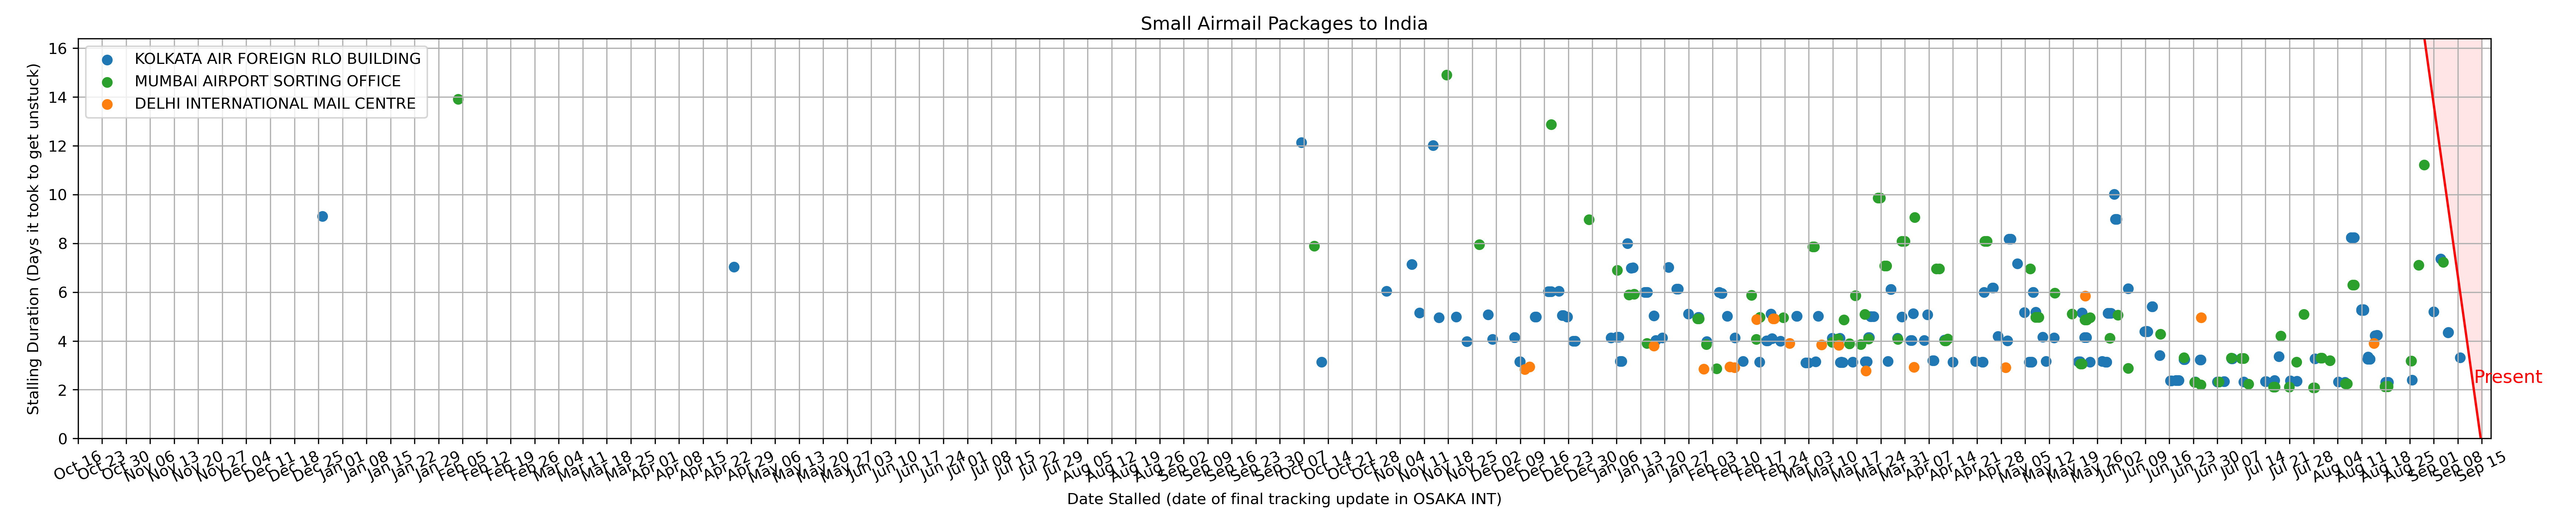 Small Airmail Packages to India
KOLKATA AIR FOREIGN RLO BUILDING
MUMBAI AIRPORT SORTING OFFICE
DELHI INTERNATIONAL MAIL CENTRE
Stalling Duration (Days it took to get unstuck)
16
14
12
10
8
6
4
2
0
Present
Oct 16 Oct 23 Oct 30 Nov 06 Nov 13 Nov 20 Nov 27 Dec 04 Dec 11 Dec 18 Dec 25 Jan 01 Jan 08 Jan 15 Jan 22 Jan 29 Feb 05 Feb 12 Feb 19 Feb 26 Mar 04 Mar 11 Mar 18 Mar 25 Apr 01 Apr 08 Apr 15 Apr 22 Apr 29 May 06 May 13 May 20 May 27 Jun 03 Jun 10 Jun 17 Jun 24 Jul 01 Jul 08 Jul 15 Jul 22 Jul 29 Aug 05 Aug 12 Aug 19 Aug 26 Sep 02 Sep 09 Sep 16 Sep 23 Sep 30 Oct 07 Oct 14 Oct 21 Oct 28 Nov 04 Nov 11 Nov 18 Nov 25 Dec 02 Dec 09 Dec 16 Dec 23 Dec 30 Jan 06 Jan 13 Jan 20 Jan 27 Feb 03 Feb 10 Feb 17 Feb 24 Mar 03 Mar 10 Mar 17 Mar 24 Mar 31 Apr 07 Apr 14 Apr 21 Apr 28 May 05 May 12 May 19 May 26 Jun 02 Jun 09 Jun 16 Jun 23 Jun 30 Jul 07 Jul 14 Jul 21 Jul 28 Aug 04 Aug 11 Aug 18 Aug 25 Sep 01 Sep 08 Sep 15
Date Stalled (date of final tracking update in OSAKA INT)